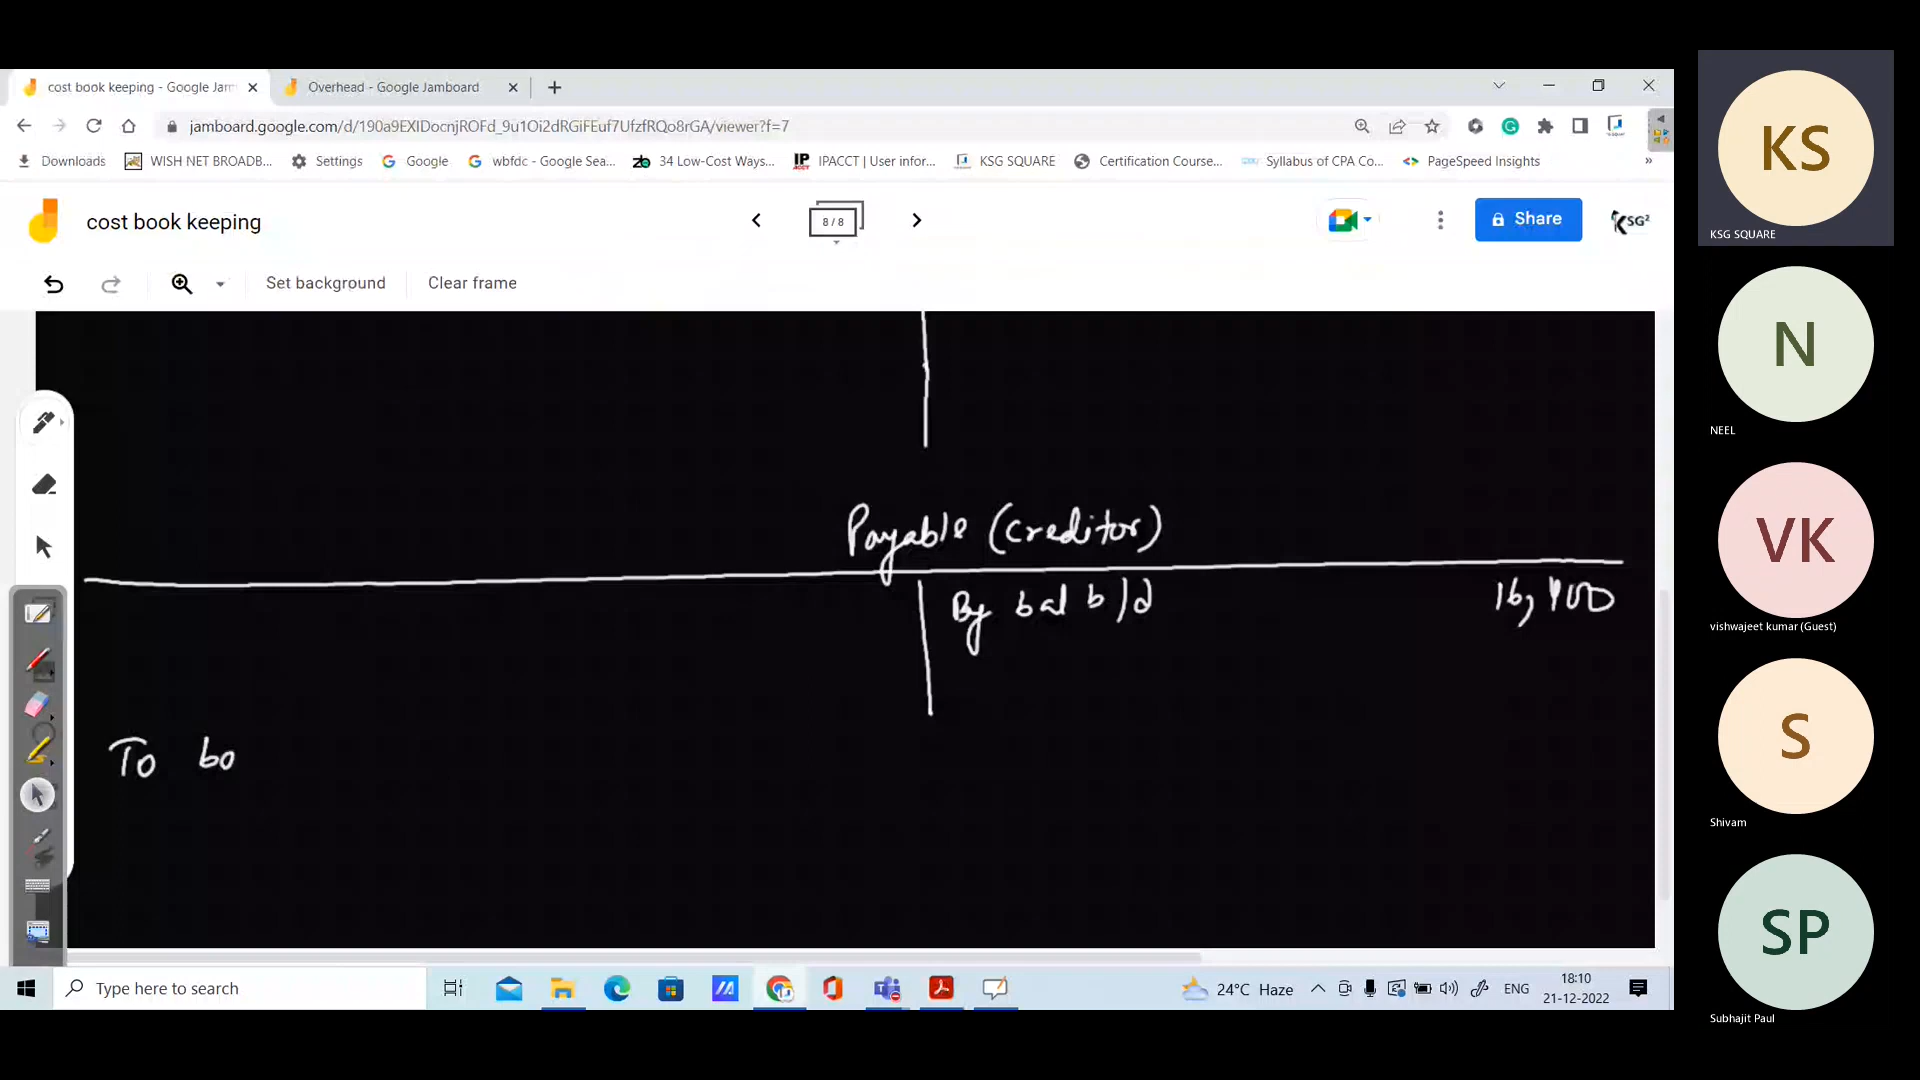 cost book keeping - Google Jam
Overhead - Google Jamboard
jamboard.google.com/d/190a9EXIDocnjROFd_9u1Oi2dRGiFEuf7UfzfRQo8rGA/viewer?f=7
Downloads
WISH NET BROADB...
Settings
Google
wbfdc - Google Sea...
34 Low-Cost Ways...
IPACCT | User infor...
KSG SQUARE
Certification Course...
Syllabus of CPA Co...
PageSpeed Insights
»
cost book keeping
8 / 8
Share
KSG²
Set background
Clear frame
Payable (Creditor)
By bal b/d
To ba
Type here to search
24°C Haze
ENG
18:10
21-12-2022
KS
KSG SQUARE
N
NEEL
VK
vishwajeet kumar (Guest)
S
Shivam
SP
Subhajit Paul